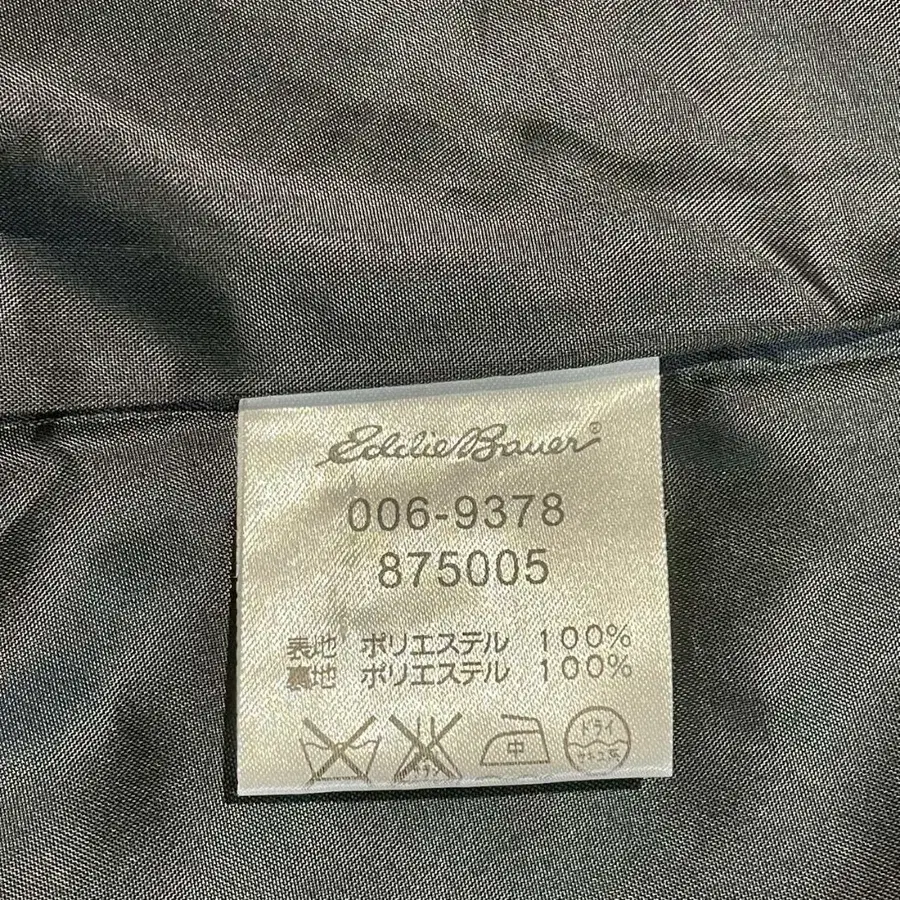 Eddie Bauer®
006-9378
875005
表地 ポリエステル 100%
裏地 ポリエステル 100%
中 ドライ